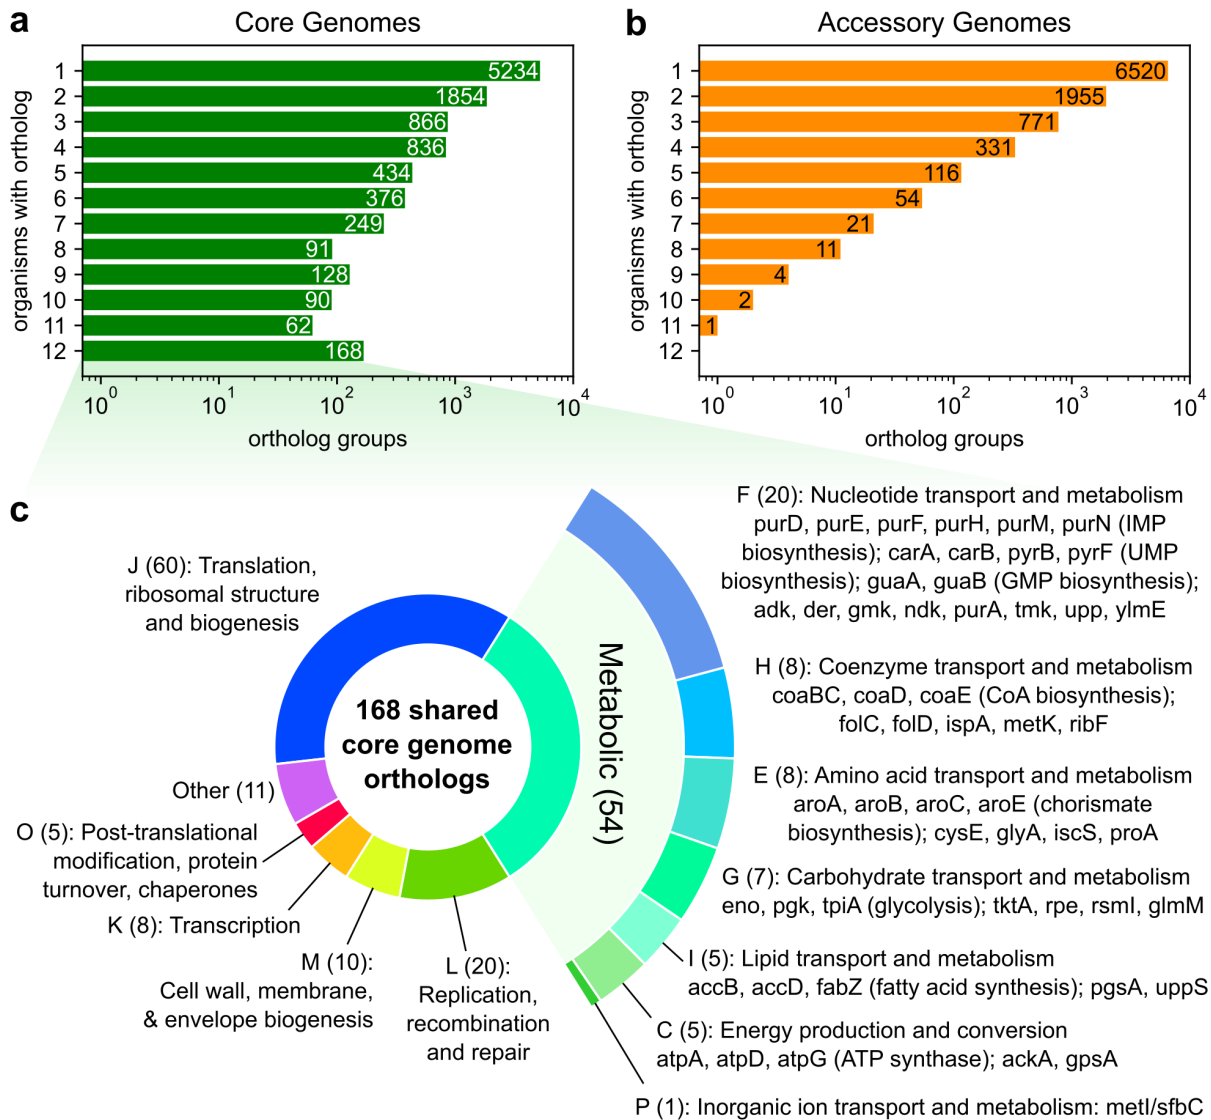 a
Core Genomes
organisms with ortholog
1
2
3
4
5
6
7
8
9
10
11
12
5234
1854
866
836
434
376
249
91
128
90
62
168
10^0
10^1
10^2
10^3
10^4
ortholog groups
b
Accessory Genomes
organisms with ortholog
1
2
3
4
5
6
7
8
9
10
11
12
6520
1955
771
331
116
54
21
11
4
2
1
10^0
10^1
10^2
10^3
10^4
ortholog groups
c
168 shared
core genome
orthologs
J (60): Translation,
ribosomal structure
and biogenesis
Other (11)
O (5): Post-translational
modification, protein
turnover, chaperones
K (8): Transcription
M (10):
Cell wall, membrane,
& envelope biogenesis
L (20):
Replication,
recombination
and repair
Metabolic (54)
F (20): Nucleotide transport and metabolism
purD, purE, purF, purH, purM, purN (IMP
biosynthesis); carA, carB, pyrB, pyrF (UMP
biosynthesis); guaA, guaB (GMP biosynthesis);
adk, der, gmk, ndk, purA, tmk, upp, ylmE
H (8): Coenzyme transport and metabolism
coaBC, coaD, coaE (CoA biosynthesis);
folC, folD, ispA, metK, ribF
E (8): Amino acid transport and metabolism
aroA, aroB, aroC, aroE (chorismate
biosynthesis); cysE, glyA, iscS, proA
G (7): Carbohydrate transport and metabolism
eno, pgk, tpiA (glycolysis); tktA, rpe, rsmI, glmM
I (5): Lipid transport and metabolism
accB, accD, fabZ (fatty acid synthesis); pgsA, uppS
C (5): Energy production and conversion
atpA, atpD, atpG (ATP synthase); ackA, gpsA
P (1): Inorganic ion transport and metabolism: metI/sfbC